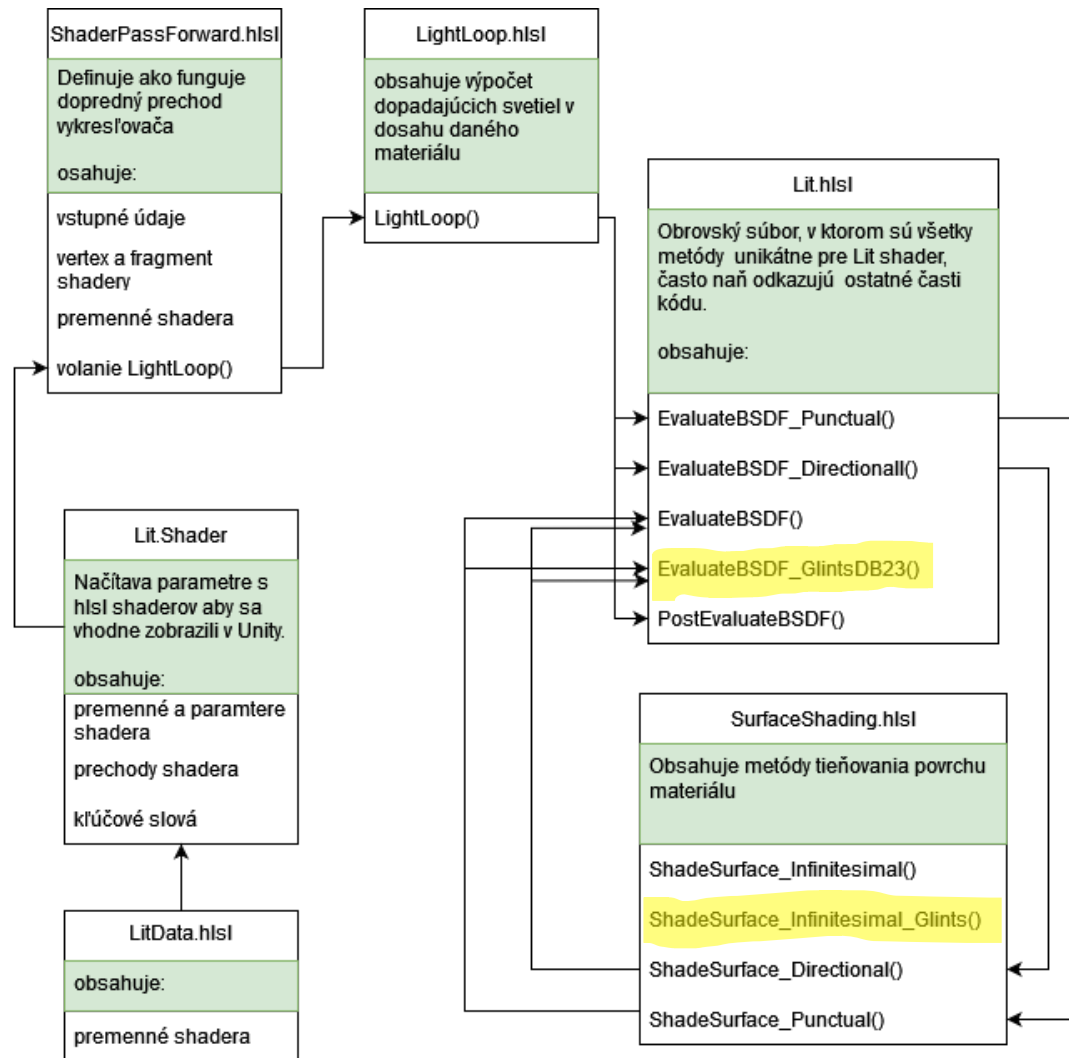 ShaderPassForward.hlsl
Definuje ako funguje
dopredný prechod
vykresľovača
osahuje:
vstupné údaje
vertex a fragment
shadery
premenné shadera
volanie LightLoop()
LightLoop.hlsl
obsahuje výpočet
dopadajúcich svetiel v
dosahu daného
materiálu
LightLoop()
Lit.hlsl
Obrovský súbor, v ktorom sú všetky
metódy unikátne pre Lit shader,
často naň odkazujú ostatné časti
kódu.
obsahuje:
EvaluateBSDF_Punctual()
EvaluateBSDF_Directionall()
EvaluateBSDF()
EvaluateBSDF_GlintsDB23()
PostEvaluateBSDF()
Lit.Shader
Načítava parametre s
hlsl shaderov aby sa
vhodne zobrazili v Unity.
obsahuje:
premenné a paramtere
shadera
prechody shadera
kľúčové slová
SurfaceShading.hlsl
Obsahuje metódy tieňovania povrchu
materiálu
ShadeSurface_Infinitesimal()
ShadeSurface_Infinitesimal_Glints()
ShadeSurface_Directional()
ShadeSurface_Punctual()
LitData.hlsl
obsahuje:
premenné shadera